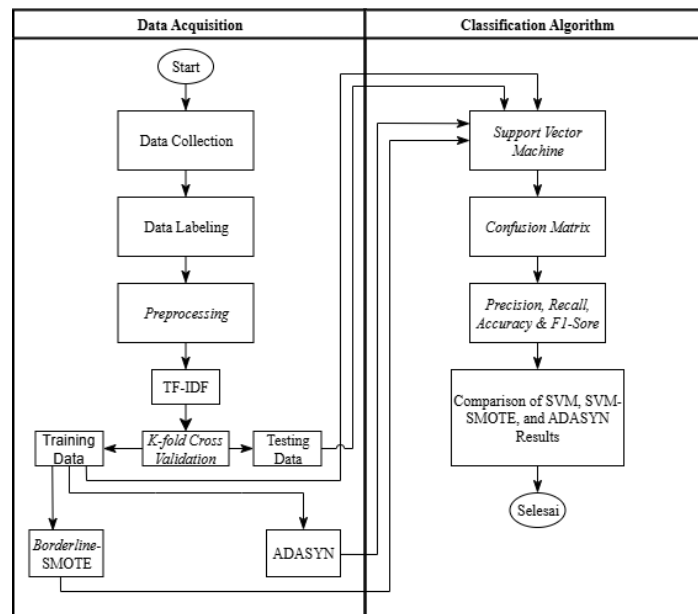 Data Acquisition
Start
Data Collection
Data Labeling
Preprocessing
TF-IDF
Training
Data
K-fold Cross
Validation
Testing
Data
Borderline-
SMOTE
ADASYN
Classification Algorithm
Support Vector
Machine
Confusion Matrix
Precision, Recall,
Accuracy & F1-Sore
Comparison of SVM, SVM-
SMOTE, and ADASYN
Results
Selesai